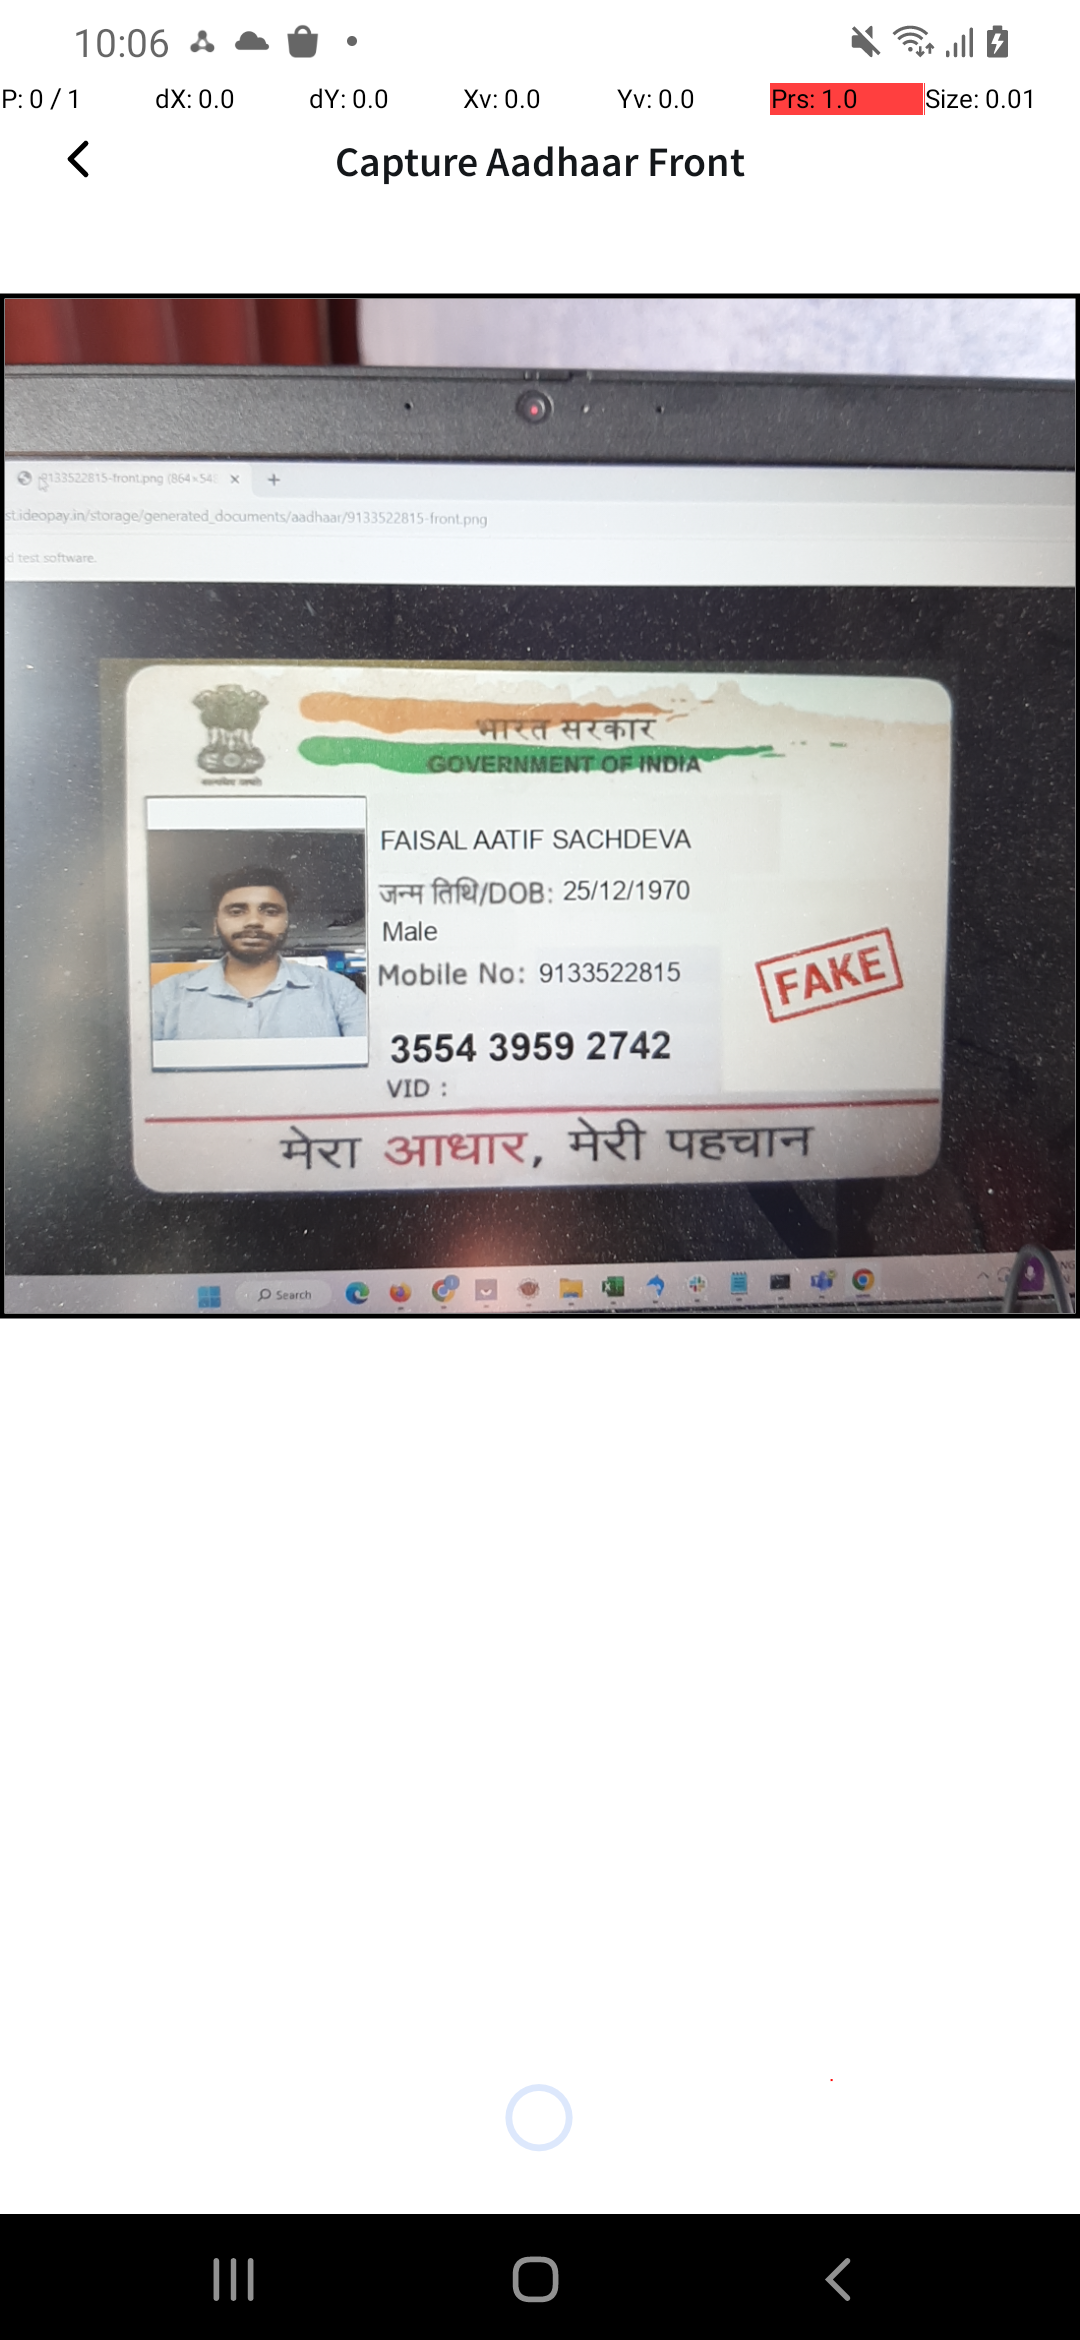 10:06
P: 0 / 1 dX: 0.0 dY: 0.0 Xv: 0.0 Yv: 0.0 Prs: 1.0 Size: 0.01
Capture Aadhaar Front
9133522815-front.png (864×54
st.ideopay.in/storage/generated_documents/aadhaar/9133522815-front.png
d test software.
भारत सरकार
GOVERNMENT OF INDIA
FAISAL AATIF SACHDEVA
जन्म तिथि/DOB: 25/12/1970
Male
Mobile No: 9133522815
FAKE
3554 3959 2742
VID :
मेरा आधार, मेरी पहचान
Search